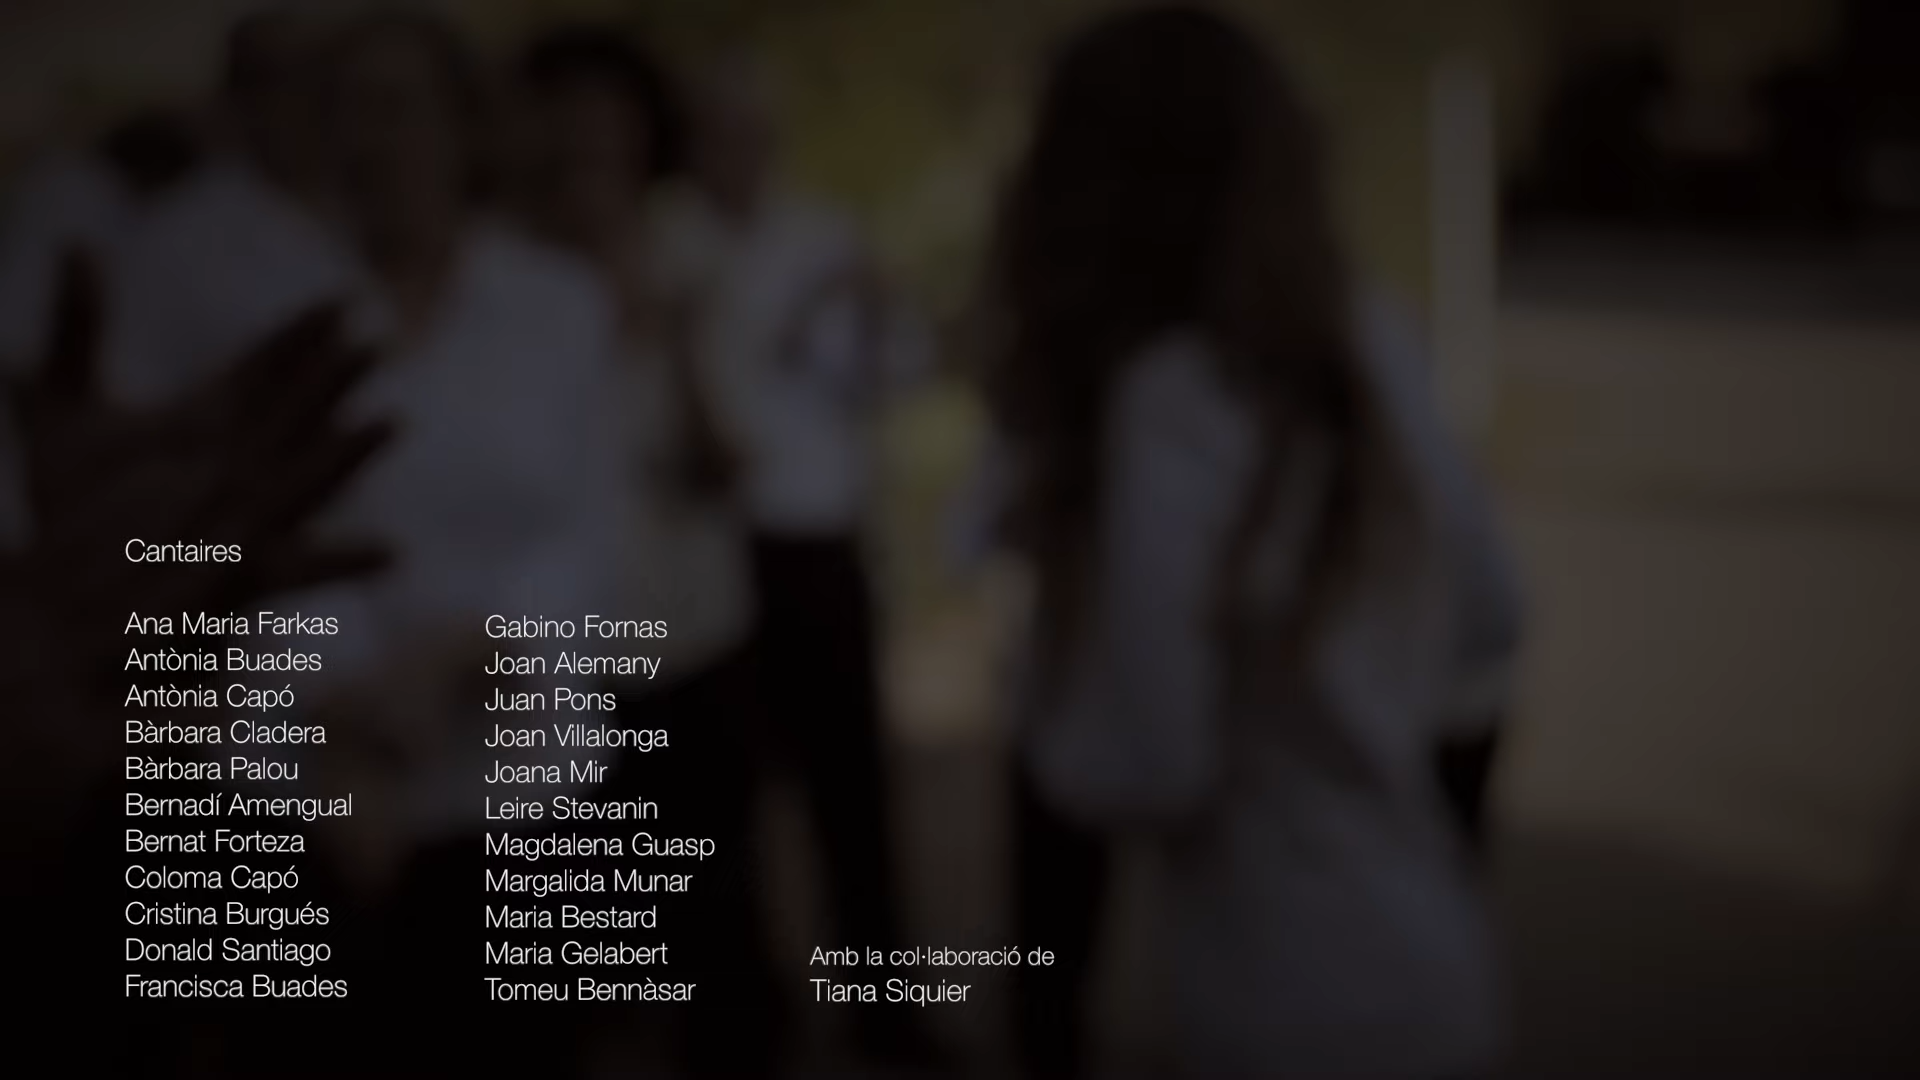 Cantaires
Ana Maria Farkas
Antònia Buades
Antònia Capó
Bàrbara Cladera
Bàrbara Palou
Bernadí Amengual
Bernat Forteza
Coloma Capó
Cristina Burgués
Donald Santiago
Francisca Buades
Gabino Fornas
Joan Alemany
Juan Pons
Joan Villalonga
Joana Mir
Leire Stevanin
Magdalena Guasp
Margalida Munar
Maria Bestard
Maria Gelabert
Tomeu Bennàsar
Amb la col·laboració de
Tiana Siquier